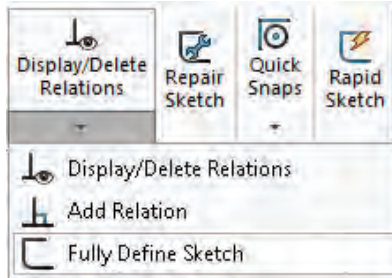 Display/Delete
Relations
Repair
Sketch
Quick
Snaps
Rapid
Sketch
Display/Delete Relations
Add Relation
Fully Define Sketch